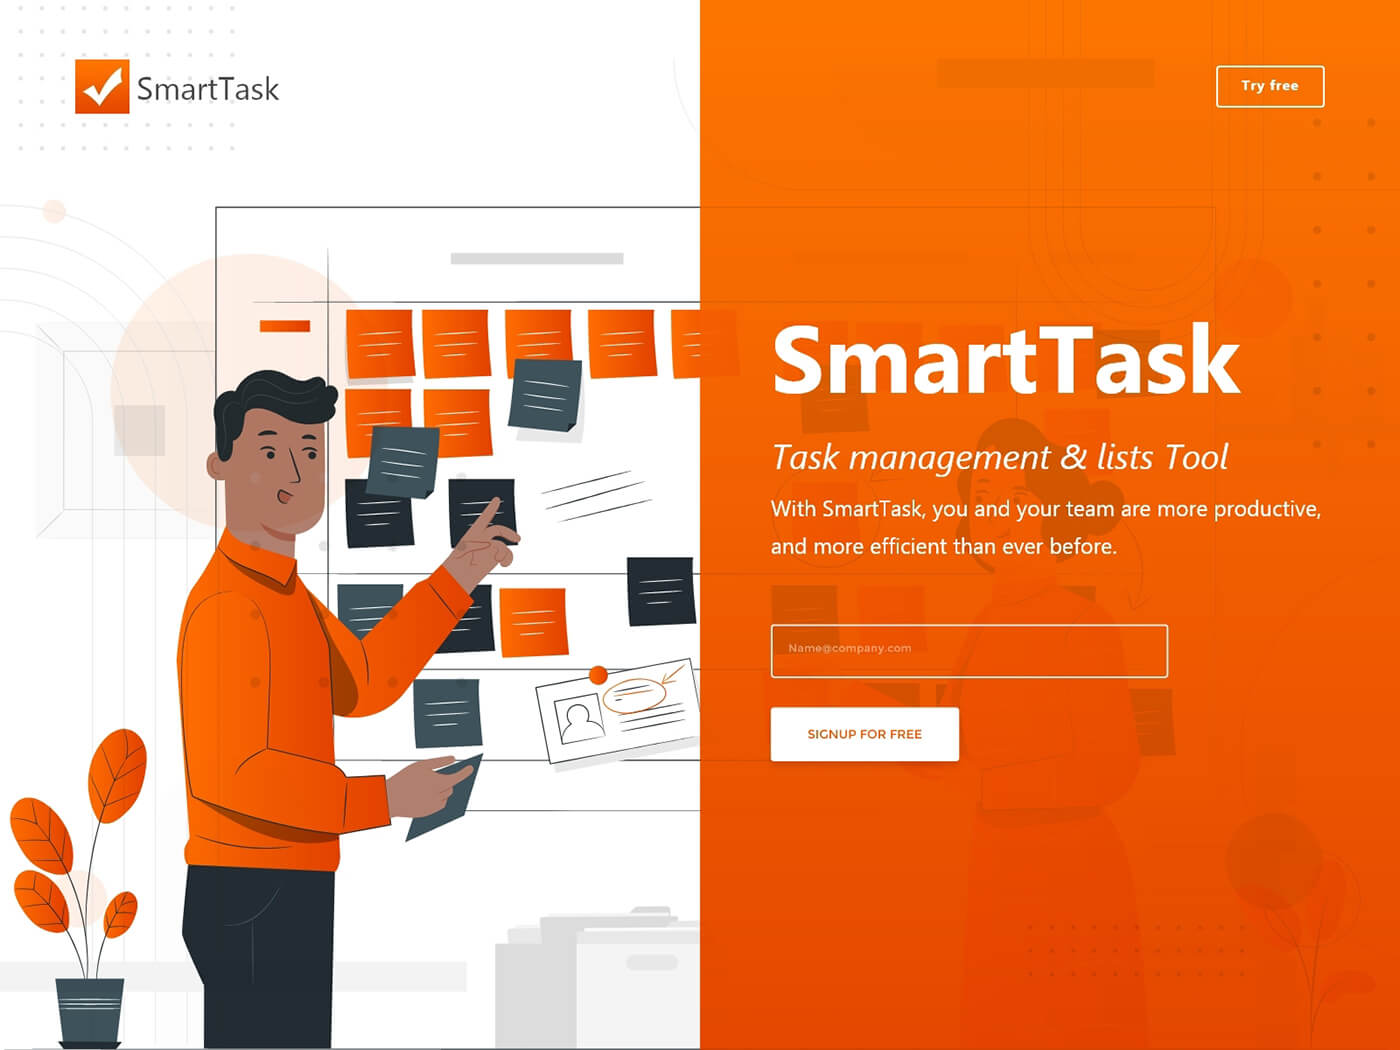 SmartTask
Try free
SmartTask
Task management & lists Tool
With SmartTask, you and your team are more productive,
and more efficient than ever before.
Name@company.com
SIGNUP FOR FREE